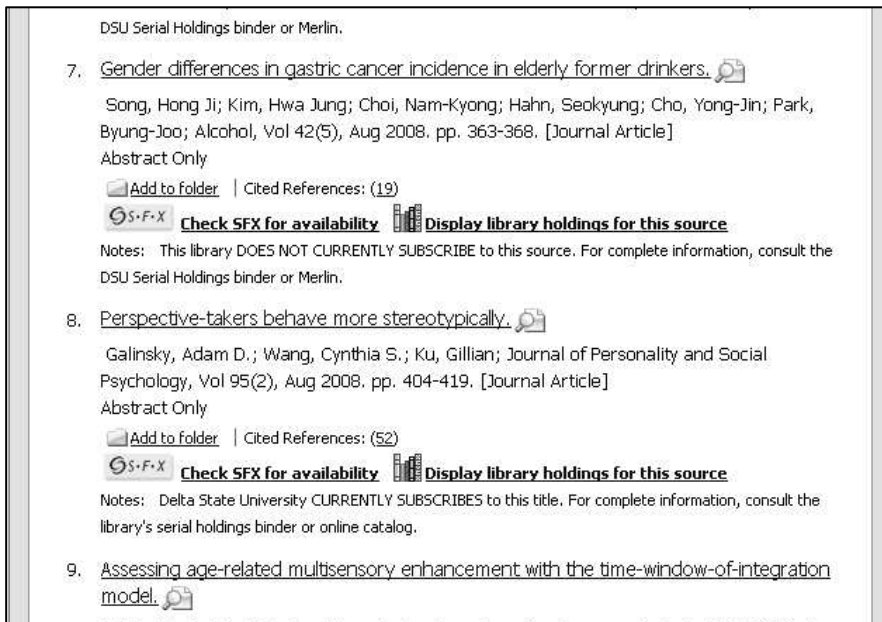 DSU Serial Holdings binder or Merlin.
7. Gender differences in gastric cancer incidence in elderly former drinkers.
Song, Hong Ji; Kim, Hwa Jung; Choi, Nam-Kyong; Hahn, Seokyung; Cho, Yong-Jin; Park,
Byung-Joo; Alcohol, Vol 42(5), Aug 2008. pp. 363-368. [Journal Article]
Abstract Only
Add to folder | Cited References: (19)
S·F·X Check SFX for availability Display library holdings for this source
Notes: This library DOES NOT CURRENTLY SUBSCRIBE to this source. For complete information, consult the
DSU Serial Holdings binder or Merlin.
8. Perspective-takers behave more stereotypically.
Galinsky, Adam D.; Wang, Cynthia S.; Ku, Gillian; Journal of Personality and Social
Psychology, Vol 95(2), Aug 2008. pp. 404-419. [Journal Article]
Abstract Only
Add to folder | Cited References: (52)
S·F·X Check SFX for availability Display library holdings for this source
Notes: Delta State University CURRENTLY SUBSCRIBES to this title. For complete information, consult the
library's serial holdings binder or online catalog.
9. Assessing age-related multisensory enhancement with the time-window-of-integration
model.